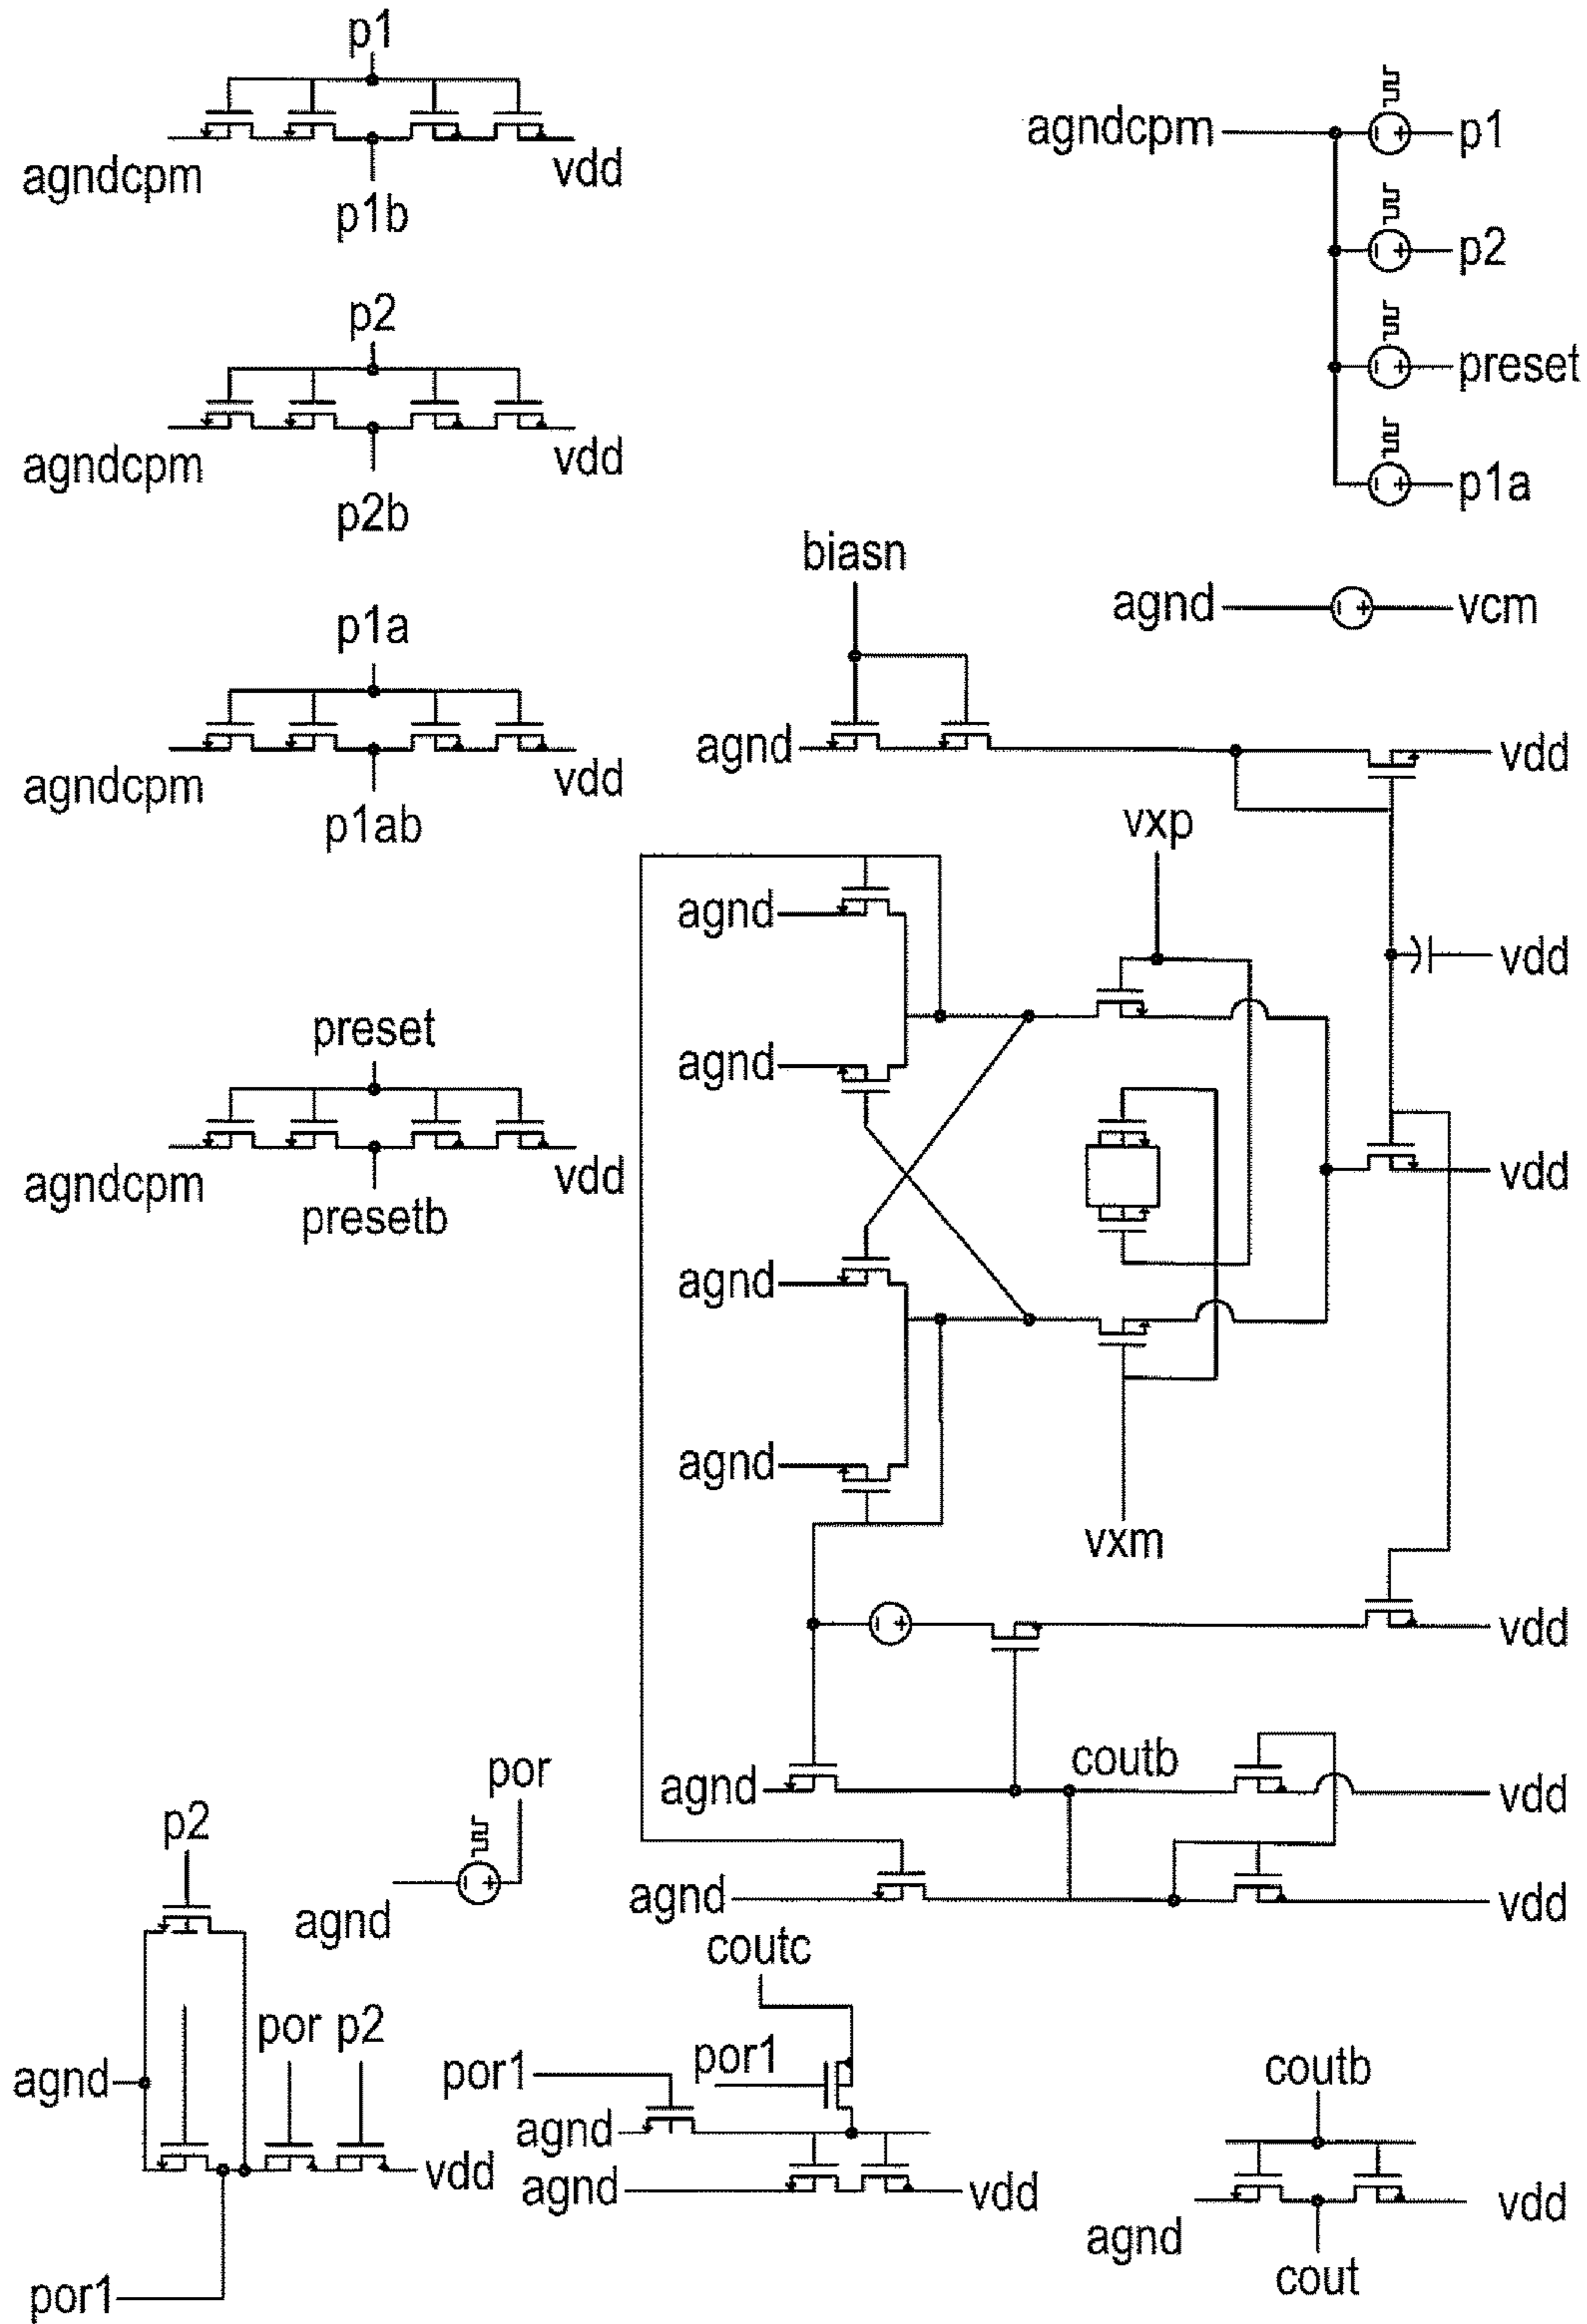 p1
agndcpm
vdd
p1b
agndcpm
p1
p2
preset
p1a
p2
agndcpm
vdd
p2b
biasn
agnd
vcm
p1a
agndcpm
vdd
p1ab
agnd
vdd
vxp
agnd
vdd
agnd
preset
agndcpm
vdd
presetb
vdd
agnd
agnd
vxm
vdd
coutb
agnd
vdd
agnd
vdd
por
agnd
p2
agnd
por p2
vdd
por1
coutc
por1
por1
agnd
agnd
vdd
coutb
agnd
vdd
cout